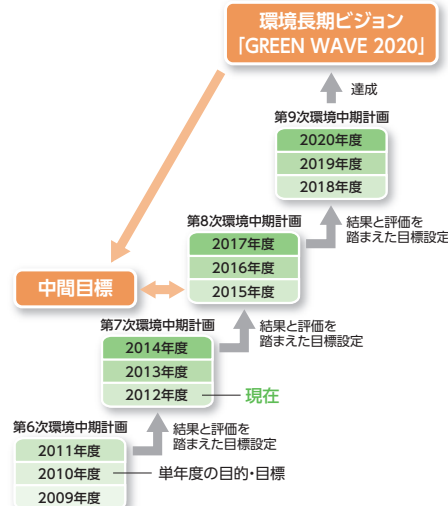 環境長期ビジョン
「GREEN WAVE 2020」
達成
第9次環境中期計画
2020年度
2019年度
2018年度
第8次環境中期計画
2017年度
2016年度
2015年度
結果と評価を
踏まえた目標設定
中間目標
第7次環境中期計画
2014年度
2013年度
2012年度
結果と評価を
踏まえた目標設定
現在
第6次環境中期計画
2011年度
2010年度
2009年度
結果と評価を
踏まえた目標設定
単年度の目的・目標